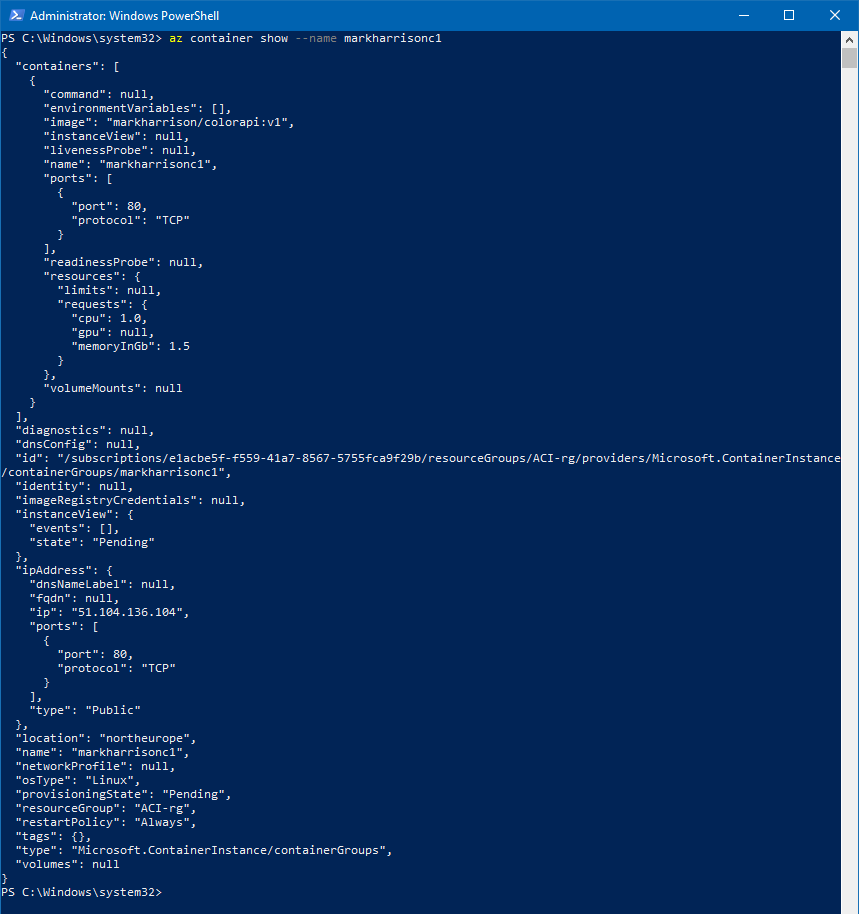 Administrator: Windows PowerShell
PS C:\Windows\system32> az container show --name markharrisonc1
{
  "containers": [
    {
      "command": null,
      "environmentVariables": [],
      "image": "markharrison/colorapi:v1",
      "instanceView": null,
      "livenessProbe": null,
      "name": "markharrisonc1",
      "ports": [
        {
          "port": 80,
          "protocol": "TCP"
        }
      ],
      "readinessProbe": null,
      "resources": {
        "limits": null,
        "requests": {
          "cpu": 1.0,
          "gpu": null,
          "memoryInGb": 1.5
        }
      },
      "volumeMounts": null
    }
  ],
  "diagnostics": null,
  "dnsConfig": null,
  "id": "/subscriptions/e1acbe5f-f559-41a7-8567-5755fca9f29b/resourceGroups/ACI-rg/providers/Microsoft.ContainerInstance
/containerGroups/markharrisonc1",
  "identity": null,
  "imageRegistryCredentials": null,
  "instanceView": {
    "events": [],
    "state": "Pending"
  },
  "ipAddress": {
    "dnsNameLabel": null,
    "fqdn": null,
    "ip": "51.104.136.104",
    "ports": [
      {
        "port": 80,
        "protocol": "TCP"
      }
    ],
    "type": "Public"
  },
  "location": "northeurope",
  "name": "markharrisonc1",
  "networkProfile": null,
  "osType": "Linux",
  "provisioningState": "Pending",
  "resourceGroup": "ACI-rg",
  "restartPolicy": "Always",
  "tags": {},
  "type": "Microsoft.ContainerInstance/containerGroups",
  "volumes": null
}
PS C:\Windows\system32>